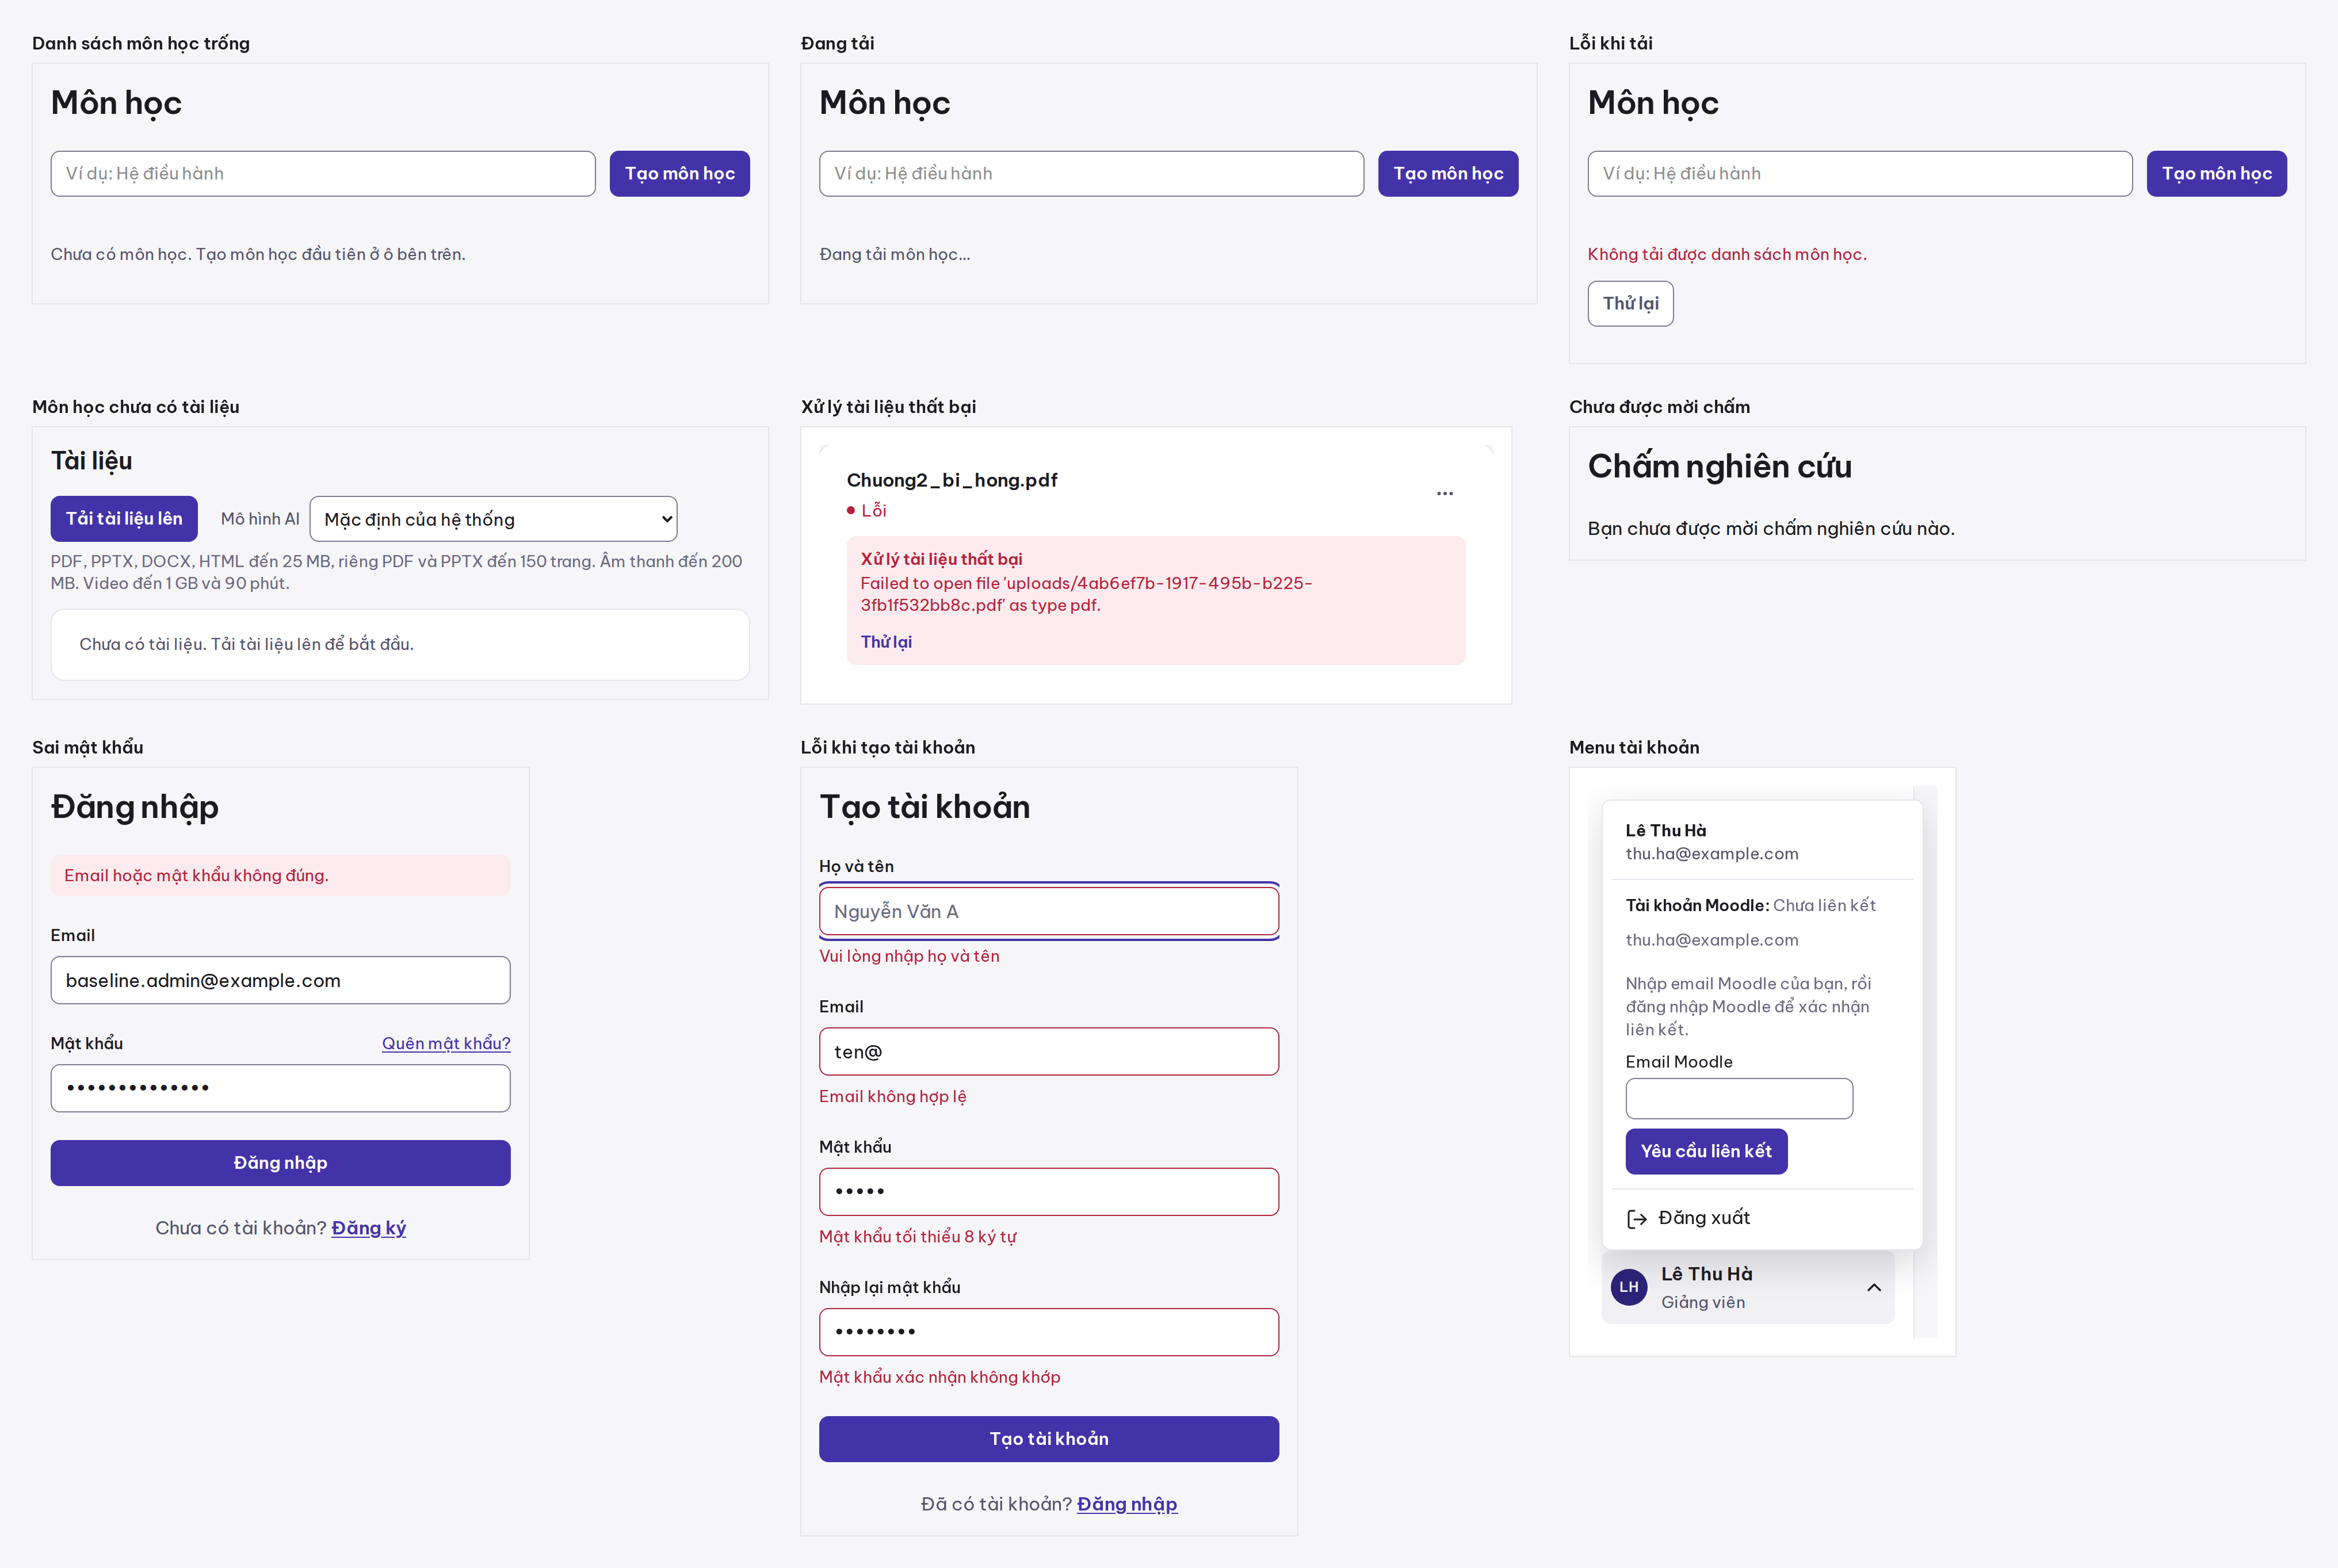 Danh sách môn học trống
Môn học
Ví dụ: Hệ điều hành
Tạo môn học
Chưa có môn học. Tạo môn học đầu tiên ở ô bên trên.
Đang tải
Môn học
Ví dụ: Hệ điều hành
Tạo môn học
Đang tải môn học...
Lỗi khi tải
Môn học
Ví dụ: Hệ điều hành
Tạo môn học
Không tải được danh sách môn học.
Thử lại
Môn học chưa có tài liệu
Tài liệu
Tải tài liệu lên
Mô hình AI
Mặc định của hệ thống
PDF, PPTX, DOCX, HTML đến 25 MB, riêng PDF và PPTX đến 150 trang. Âm thanh đến 200
MB. Video đến 1 GB và 90 phút.
Chưa có tài liệu. Tải tài liệu lên để bắt đầu.
Xử lý tài liệu thất bại
Chuong2_bi_hong.pdf
Lỗi
Xử lý tài liệu thất bại
Failed to open file 'uploads/4ab6ef7b-1917-495b-b225-
3fb1f532bb8c.pdf' as type pdf.
Thử lại
Chưa được mời chấm
Chấm nghiên cứu
Bạn chưa được mời chấm nghiên cứu nào.
Sai mật khẩu
Đăng nhập
Email hoặc mật khẩu không đúng.
Email
baseline.admin@example.com
Mật khẩu
Quên mật khẩu?
Đăng nhập
Chưa có tài khoản? Đăng ký
Lỗi khi tạo tài khoản
Tạo tài khoản
Họ và tên
Nguyễn Văn A
Vui lòng nhập họ và tên
Email
ten@
Email không hợp lệ
Mật khẩu
Mật khẩu tối thiểu 8 ký tự
Nhập lại mật khẩu
Mật khẩu xác nhận không khớp
Tạo tài khoản
Đã có tài khoản? Đăng nhập
Menu tài khoản
Lê Thu Hà
thu.ha@example.com
Tài khoản Moodle: Chưa liên kết
thu.ha@example.com
Nhập email Moodle của bạn, rồi
đăng nhập Moodle để xác nhận
liên kết.
Email Moodle
Yêu cầu liên kết
Đăng xuất
LH
Lê Thu Hà
Giảng viên